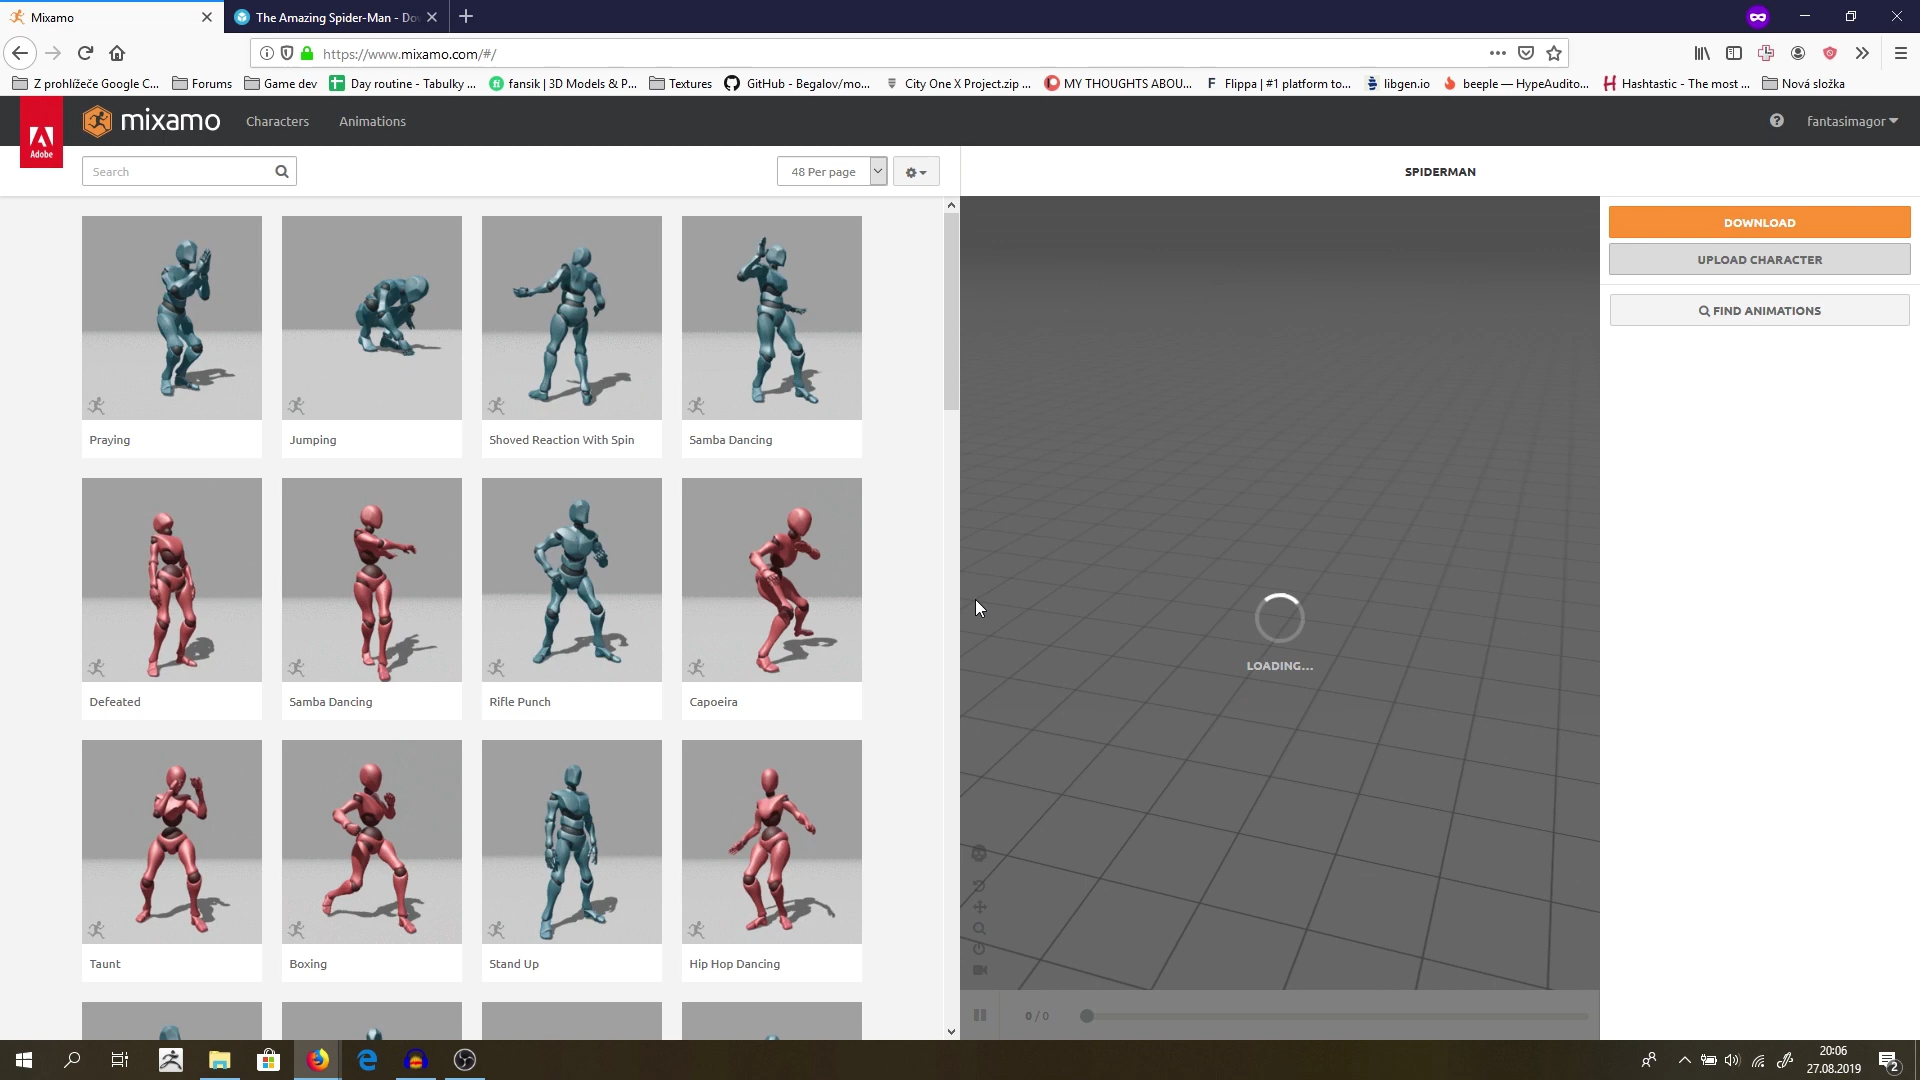 Mixamo
The Amazing Spider-Man - Do
https://www.mixamo.com/#/
Z prohlížeče Google C...
Forums
Game dev
Day routine - Tabulky ...
fansik | 3D Models & P...
Textures
GitHub - Begalov/mo...
City One X Project.zip ...
MY THOUGHTS ABOU...
Flippa | #1 platform to...
libgen.io
beeple — HypeAudito...
Hashtastic - The most ...
Nová složka
Adobe
mixamo
Characters
Animations
fantasimagor
Search
48 Per page
SPIDERMAN
DOWNLOAD
UPLOAD CHARACTER
FIND ANIMATIONS
Praying
Jumping
Shoved Reaction With Spin
Samba Dancing
Defeated
Samba Dancing
Rifle Punch
Capoeira
LOADING...
Taunt
Boxing
Stand Up
Hip Hop Dancing
0 / 0
20:06
27.08.2019
2